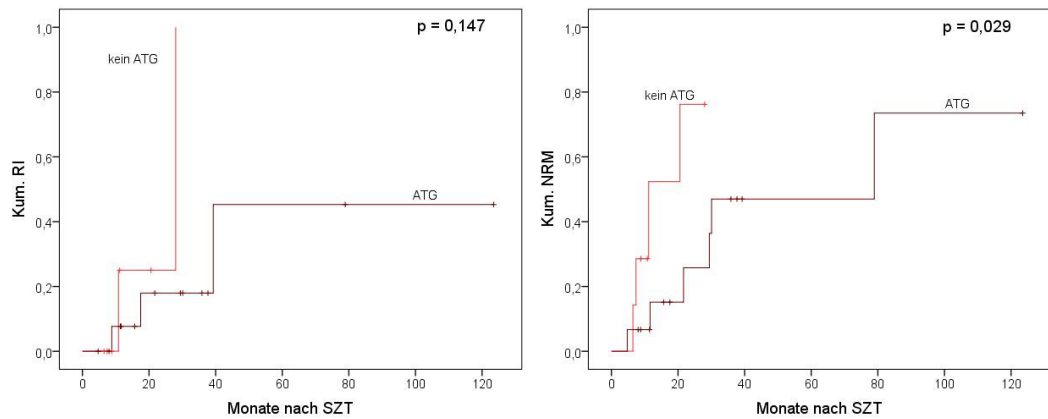 p = 0,147
kein ATG
ATG
Kum. RI
1,0
0,8
0,6
0,4
0,2
0,0
0 20 40 60 80 100 120
Monate nach SZT
p = 0,029
kein ATG
ATG
Kum. NRM
1,0
0,8
0,6
0,4
0,2
0,0
0 20 40 60 80 100 120
Monate nach SZT